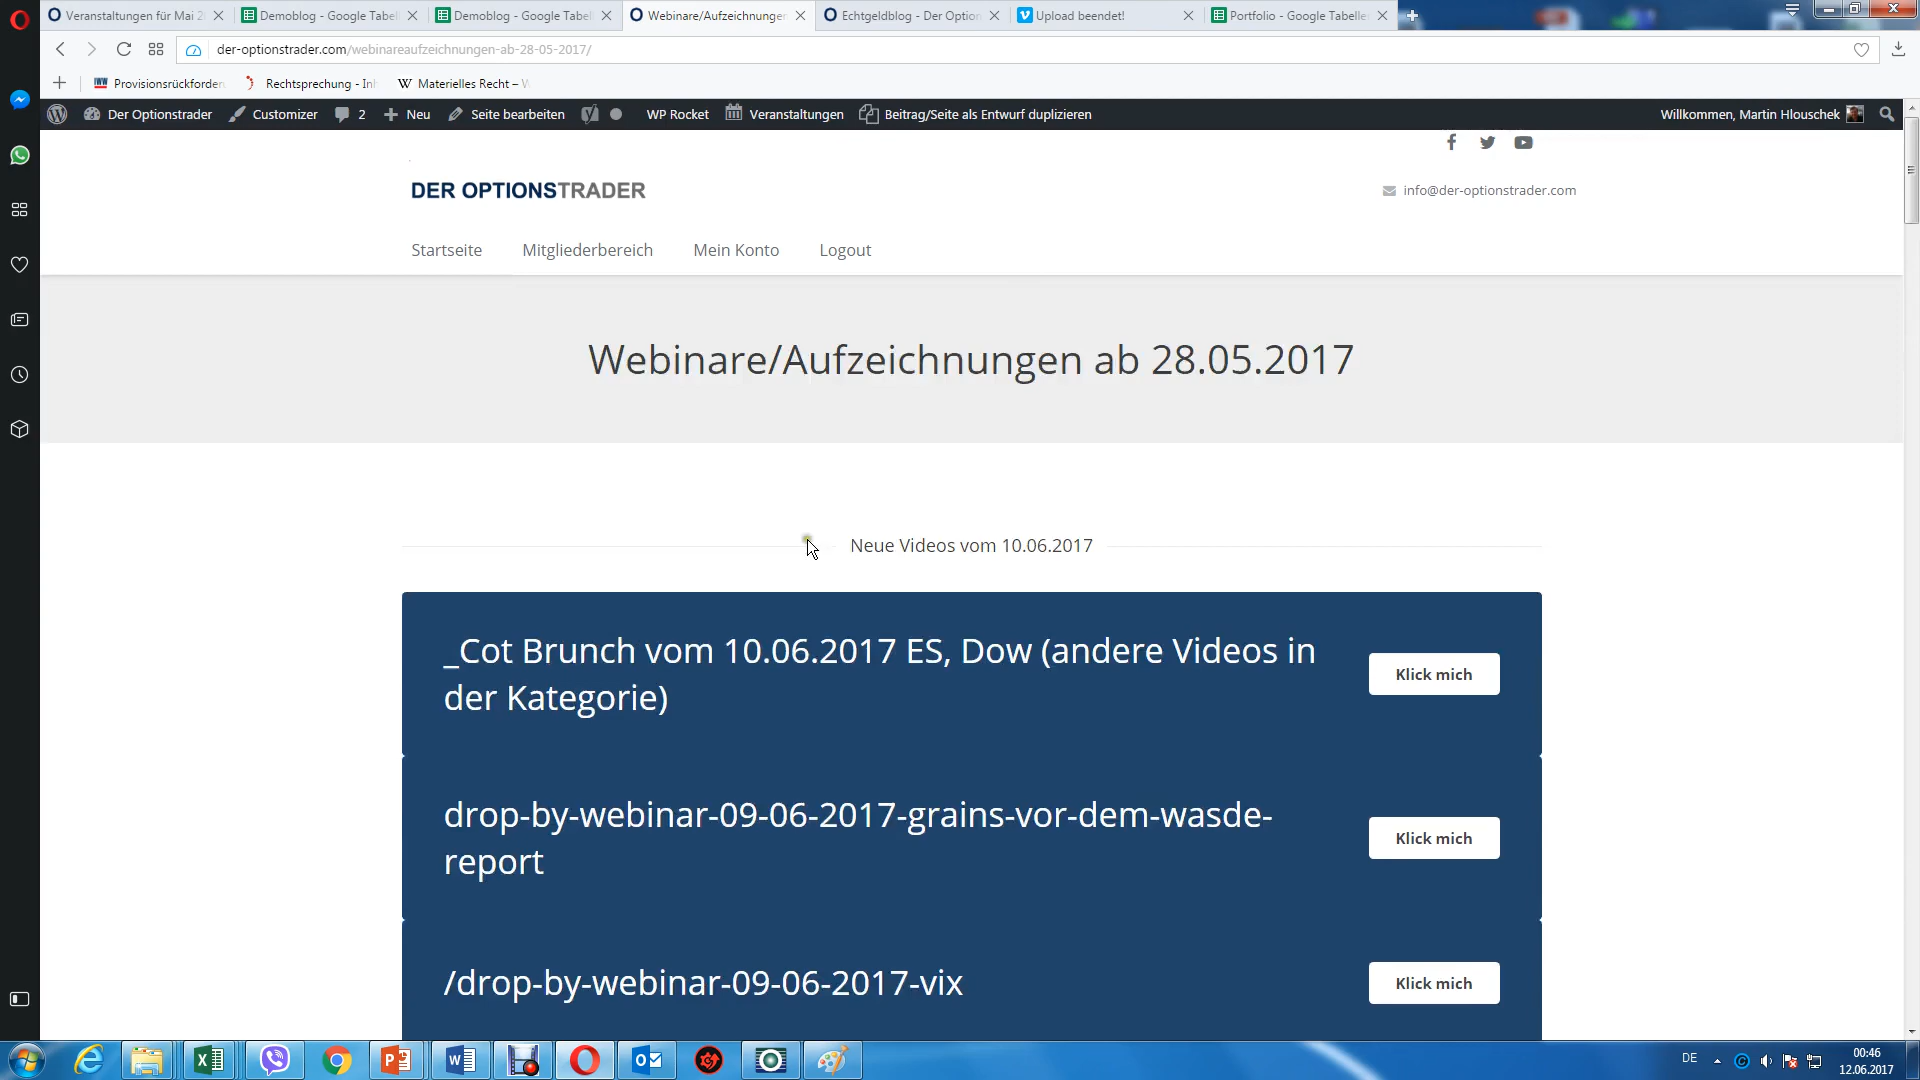 Veranstaltungen für Mai 2
Demoblog - Google Tabel
Demoblog - Google Tabel
Webinare/Aufzeichnunger
Echtgeldblog - Der Option
Upload beendet!
Portfolio - Google Tabelle
der-optionstrader.com/webinareaufzeichnungen-ab-28-05-2017/
Provisionsrückforder
Rechtsprechung - Inh
Materielles Recht – W
Der Optionstrader
Customizer
2
Neu
Seite bearbeiten
WP Rocket
Veranstaltungen
Beitrag/Seite als Entwurf duplizieren
Willkommen, Martin Hlouschek
DER OPTIONSTRADER
info@der-optionstrader.com
Startseite
Mitgliederbereich
Mein Konto
Logout
Webinare/Aufzeichnungen ab 28.05.2017
Neue Videos vom 10.06.2017
_Cot Brunch vom 10.06.2017 ES, Dow (andere Videos in
der Kategorie)
Klick mich
drop-by-webinar-09-06-2017-grains-vor-dem-wasde-
report
Klick mich
/drop-by-webinar-09-06-2017-vix
Klick mich
DE
00:46
12.06.2017